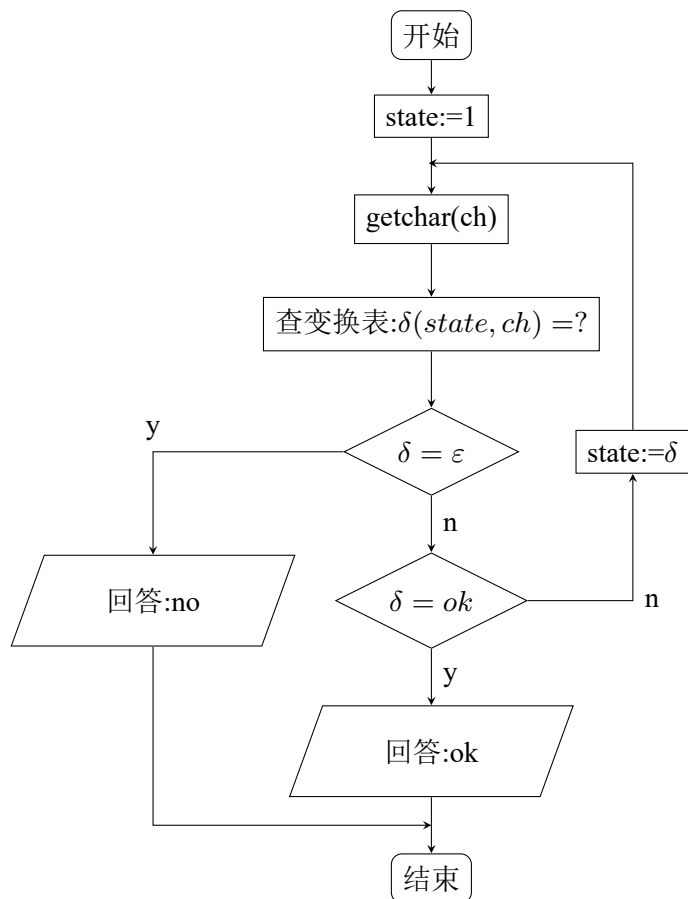 开始
state:=1
getchar(ch)
查变换表:δ(state, ch) =?
y
δ = ε
state:=δ
n
回答:no
δ = ok
n
y
回答:ok
结束